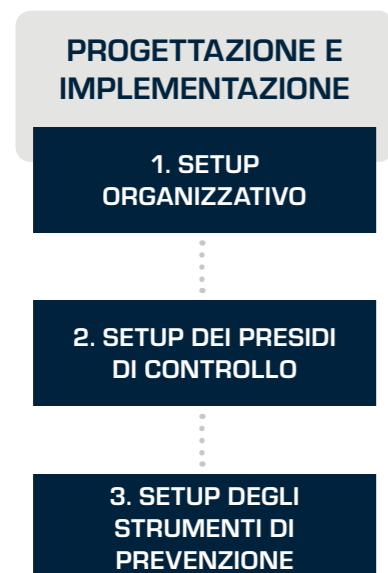 PROGETTAZIONE E
IMPLEMENTAZIONE
1. SETUP
ORGANIZZATIVO
2. SETUP DEI PRESIDI
DI CONTROLLO
3. SETUP DEGLI
STRUMENTI DI
PREVENZIONE